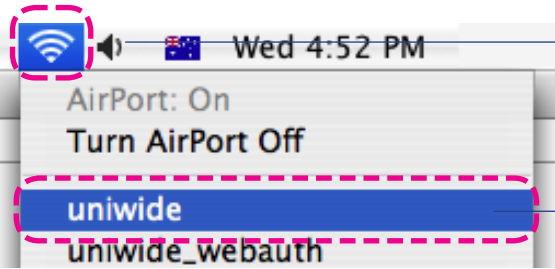 Wed 4:52 PM
AirPort: On
Turn AirPort Off
uniwide
uniwide_webauth